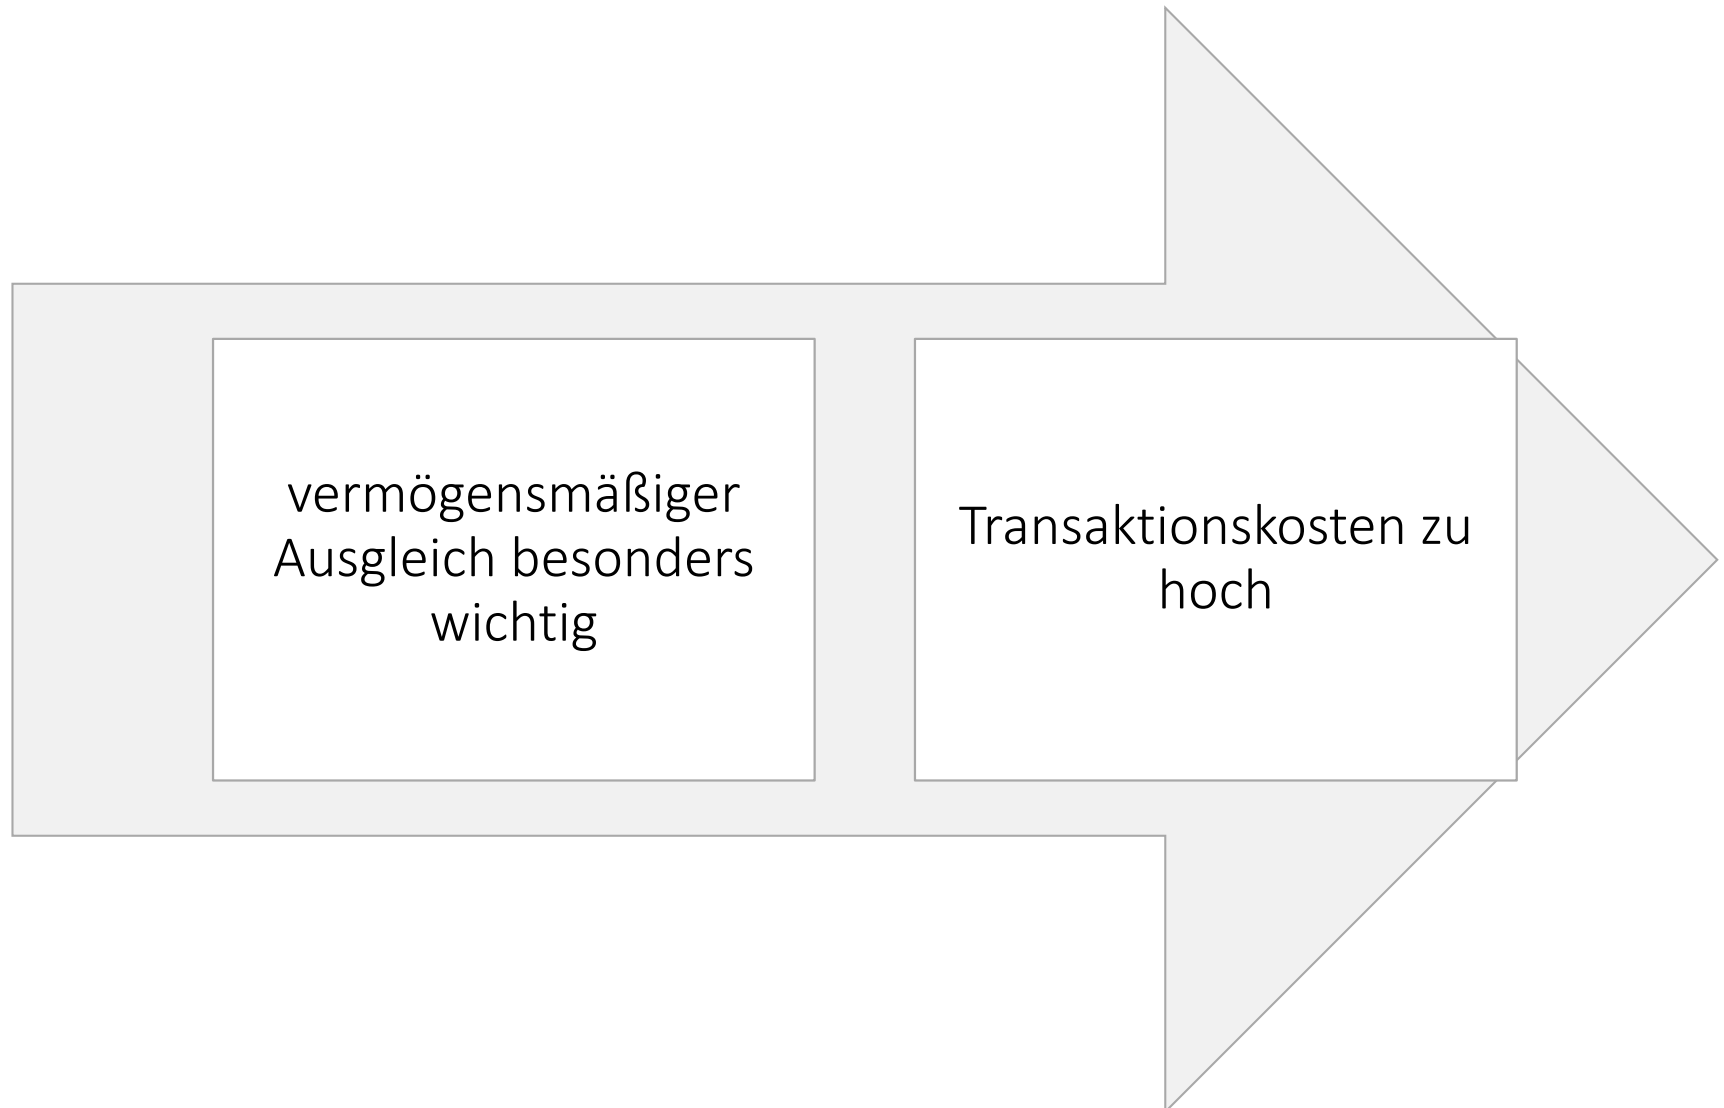 vermögensmäßiger
Ausgleich besonders
wichtig
Transaktionskosten zu
hoch